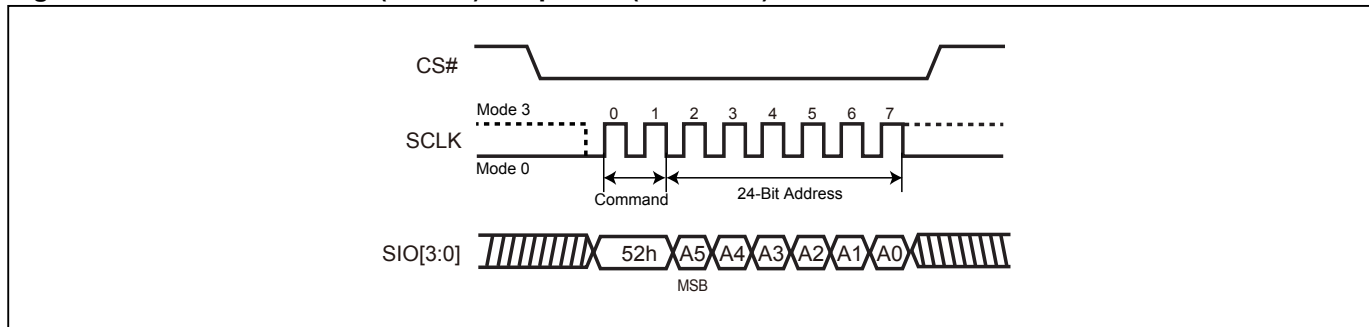 CS#
Mode 3
0 1 2 3 4 5 6 7
SCLK
Mode 0
Command
24-Bit Address
SIO[3:0]
52h A5 A4 A3 A2 A1 A0
MSB